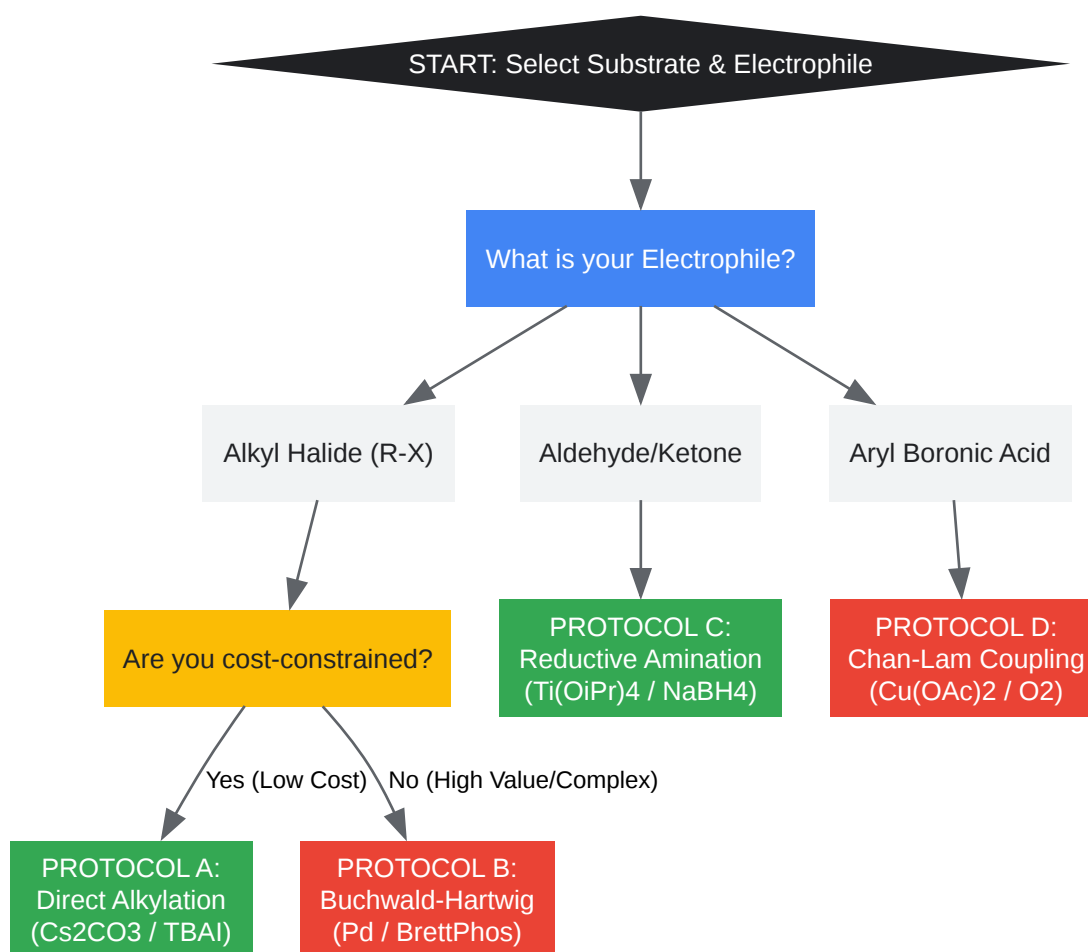 START: Select Substrate & Electrophile
What is your Electrophile?
Alkyl Halide (R-X)
Aldehyde/Ketone
Aryl Boronic Acid
Are you cost-constrained?
PROTOCOL C:
Reductive Amination
(Ti(OiPr)4 / NaBH4)
PROTOCOL D:
Chan-Lam Coupling
(Cu(OAc)2 / O2)
Yes (Low Cost)
No (High Value/Complex)
PROTOCOL A:
Direct Alkylation
(Cs2CO3 / TBAI)
PROTOCOL B:
Buchwald-Hartwig
(Pd / BrettPhos)